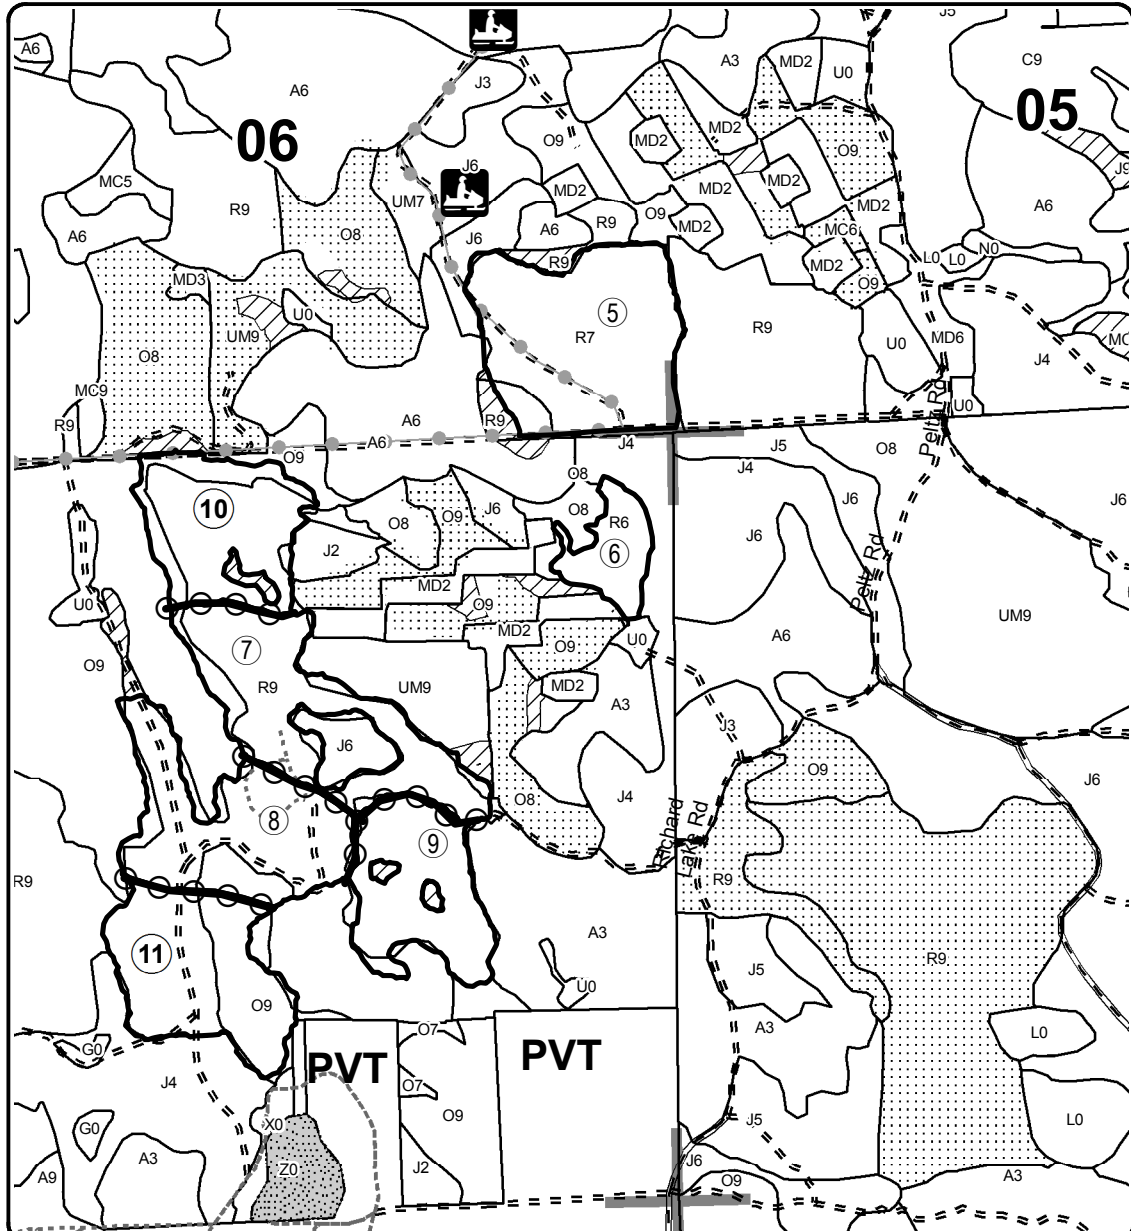 J5
A6
A3
MD2
U0
C9
A6
J3
06
05
MD2
O9
MD2
O9
J6
J9
MC5
MD2
MD2
UM7
MD2
R9
A6
O9
MD2
A6
R9
MD2
MC6
A6
O8
J6
N0
L0
L0
R9
MD2
MD3
O9
U0
5
R7
R9
UM9
MD6
U0
J4
O8
MC9
U0
A6
R9
R9
A6
J4
J5
O8
Peltz Rd
O9
J4
O8
J6
J6
10
O8
O9
J6
O8
R6
J6
J2
6
MD2
Peltz Rd
U0
O9
UM9
MD2
A6
U0
7
O9
O9
R9
UM9
MD2
A3
J3
J6
O9
J6
O8
J4
8
Richard
Lake Rd
9
R9
R9
A3
11
J5
R9
U0
O9
A3
O7
L0
G0
PVT
PVT
J4
O7
O9
G0
X0
J5
L0
A3
Z0
J2
J6
A9
O9
A3